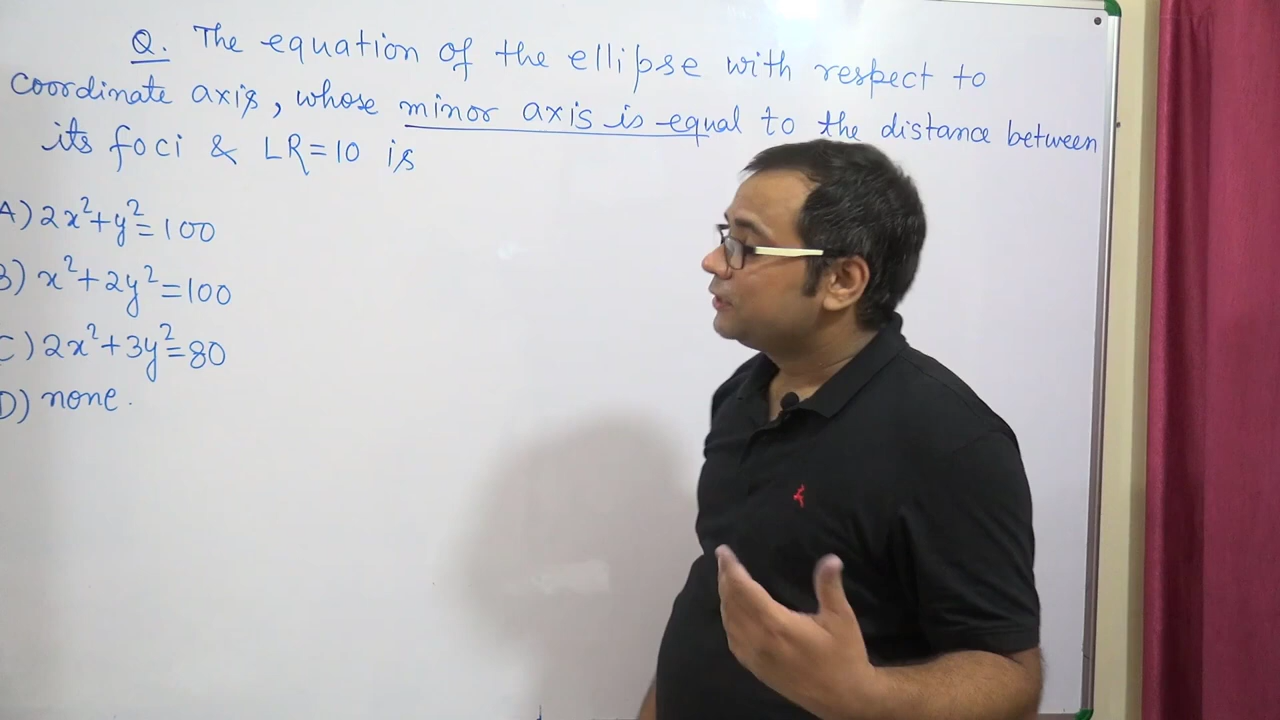 Q. The equation of the ellipse with respect to
coordinate axis, whose minor axis is equal to the distance between
its foci & LR=10 is
A) 2x²+y²=100
B) x²+2y²=100
C) 2x²+3y²=80
D) none.